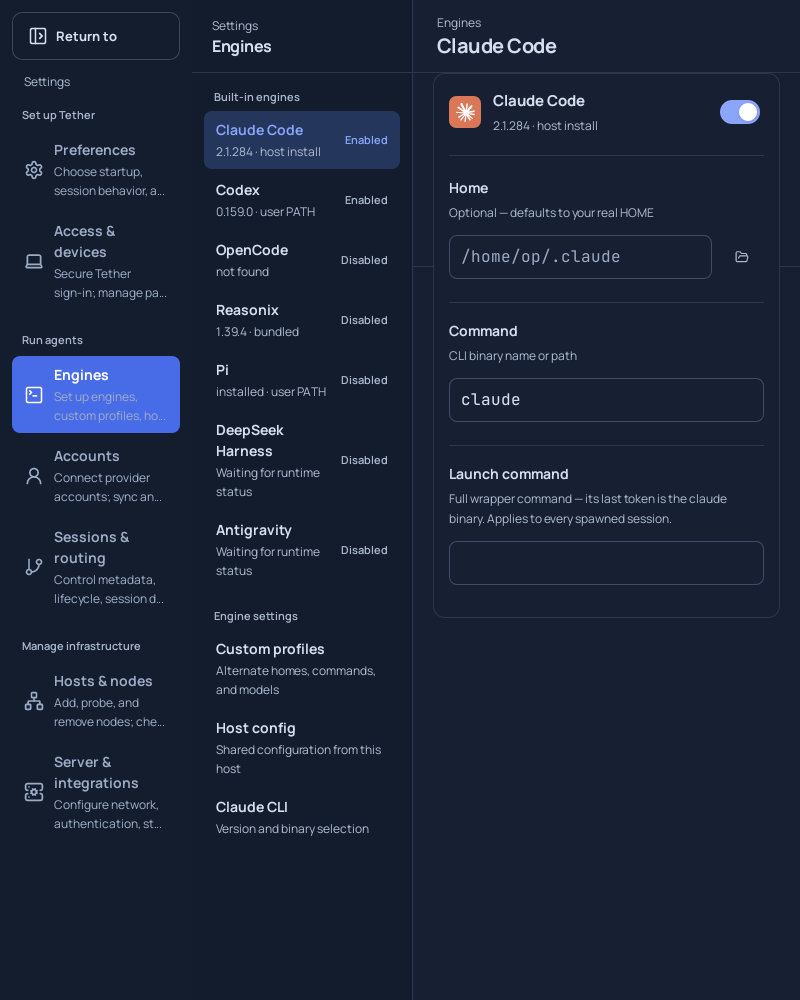 Return to
Settings
Set up Tether
Preferences
Choose startup,
session behavior, a...
Access &
devices
Secure Tether
sign-in; manage pa...
Run agents
Engines
Set up engines,
custom profiles, ho...
Accounts
Connect provider
accounts; sync an...
Sessions &
routing
Control metadata,
lifecycle, session d...
Manage infrastructure
Hosts & nodes
Add, probe, and
remove nodes; che...
Server &
integrations
Configure network,
authentication, st...
Settings
Engines
Built-in engines
Claude Code
2.1.284 · host install
Enabled
Codex
0.159.0 · user PATH
Enabled
OpenCode
not found
Disabled
Reasonix
1.39.4 · bundled
Disabled
Pi
installed · user PATH
Disabled
DeepSeek
Harness
Waiting for runtime
status
Disabled
Antigravity
Waiting for runtime
status
Disabled
Engine settings
Custom profiles
Alternate homes, commands,
and models
Host config
Shared configuration from this
host
Claude CLI
Version and binary selection
Engines
Claude Code
Claude Code
2.1.284 · host install
Home
Optional — defaults to your real HOME
/home/op/.claude
Command
CLI binary name or path
claude
Launch command
Full wrapper command — its last token is the claude
binary. Applies to every spawned session.